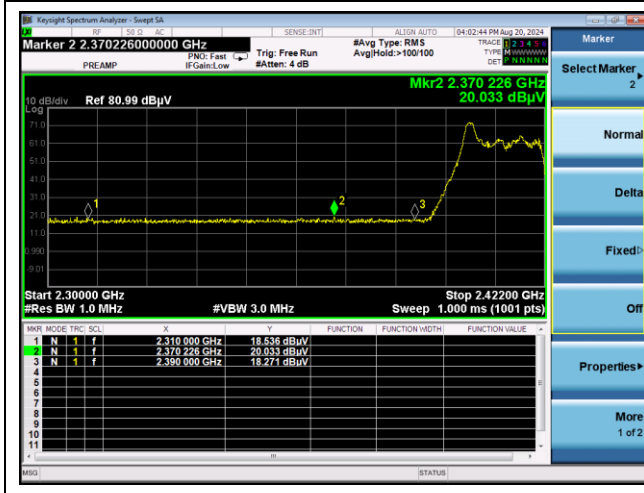 Keysight Spectrum Analyzer - Swept SA
RF 50 Ω AC SENSE:INT ALIGN AUTO 04:02:44 PM Aug 20, 2024
Marker 2 2.370226000000 GHz
PREAMP
PNO: Fast
IFGain:Low
Trig: Free Run
#Atten: 4 dB
#Avg Type: RMS
Avg|Hold:>100/100
TRACE 1 2 3 4 5 6
TYPE M WWWWW
DET P NNNNN
Mkr2 2.370 226 GHz
20.033 dBµV
10 dB/div Ref 80.99 dBµV
Log
71.0
61.0
51.0
41.0
31.0
21.0
11.0
0.990
-9.01
1
2
3
Start 2.30000 GHz Stop 2.42200 GHz
#Res BW 1.0 MHz #VBW 3.0 MHz Sweep 1.000 ms (1001 pts)
MKR MODE TRC SCL X Y FUNCTION FUNCTION WIDTH FUNCTION VALUE
1 N 1 f 2.310 000 GHz 18.536 dBµV
2 N 1 f 2.370 226 GHz 20.033 dBµV
3 N 1 f 2.390 000 GHz 18.271 dBµV
4
5
6
7
8
9
10
11
MSG STATUS
Marker
Select Marker
2
Normal
Delta
Fixed
Off
Properties
More
1 of 2